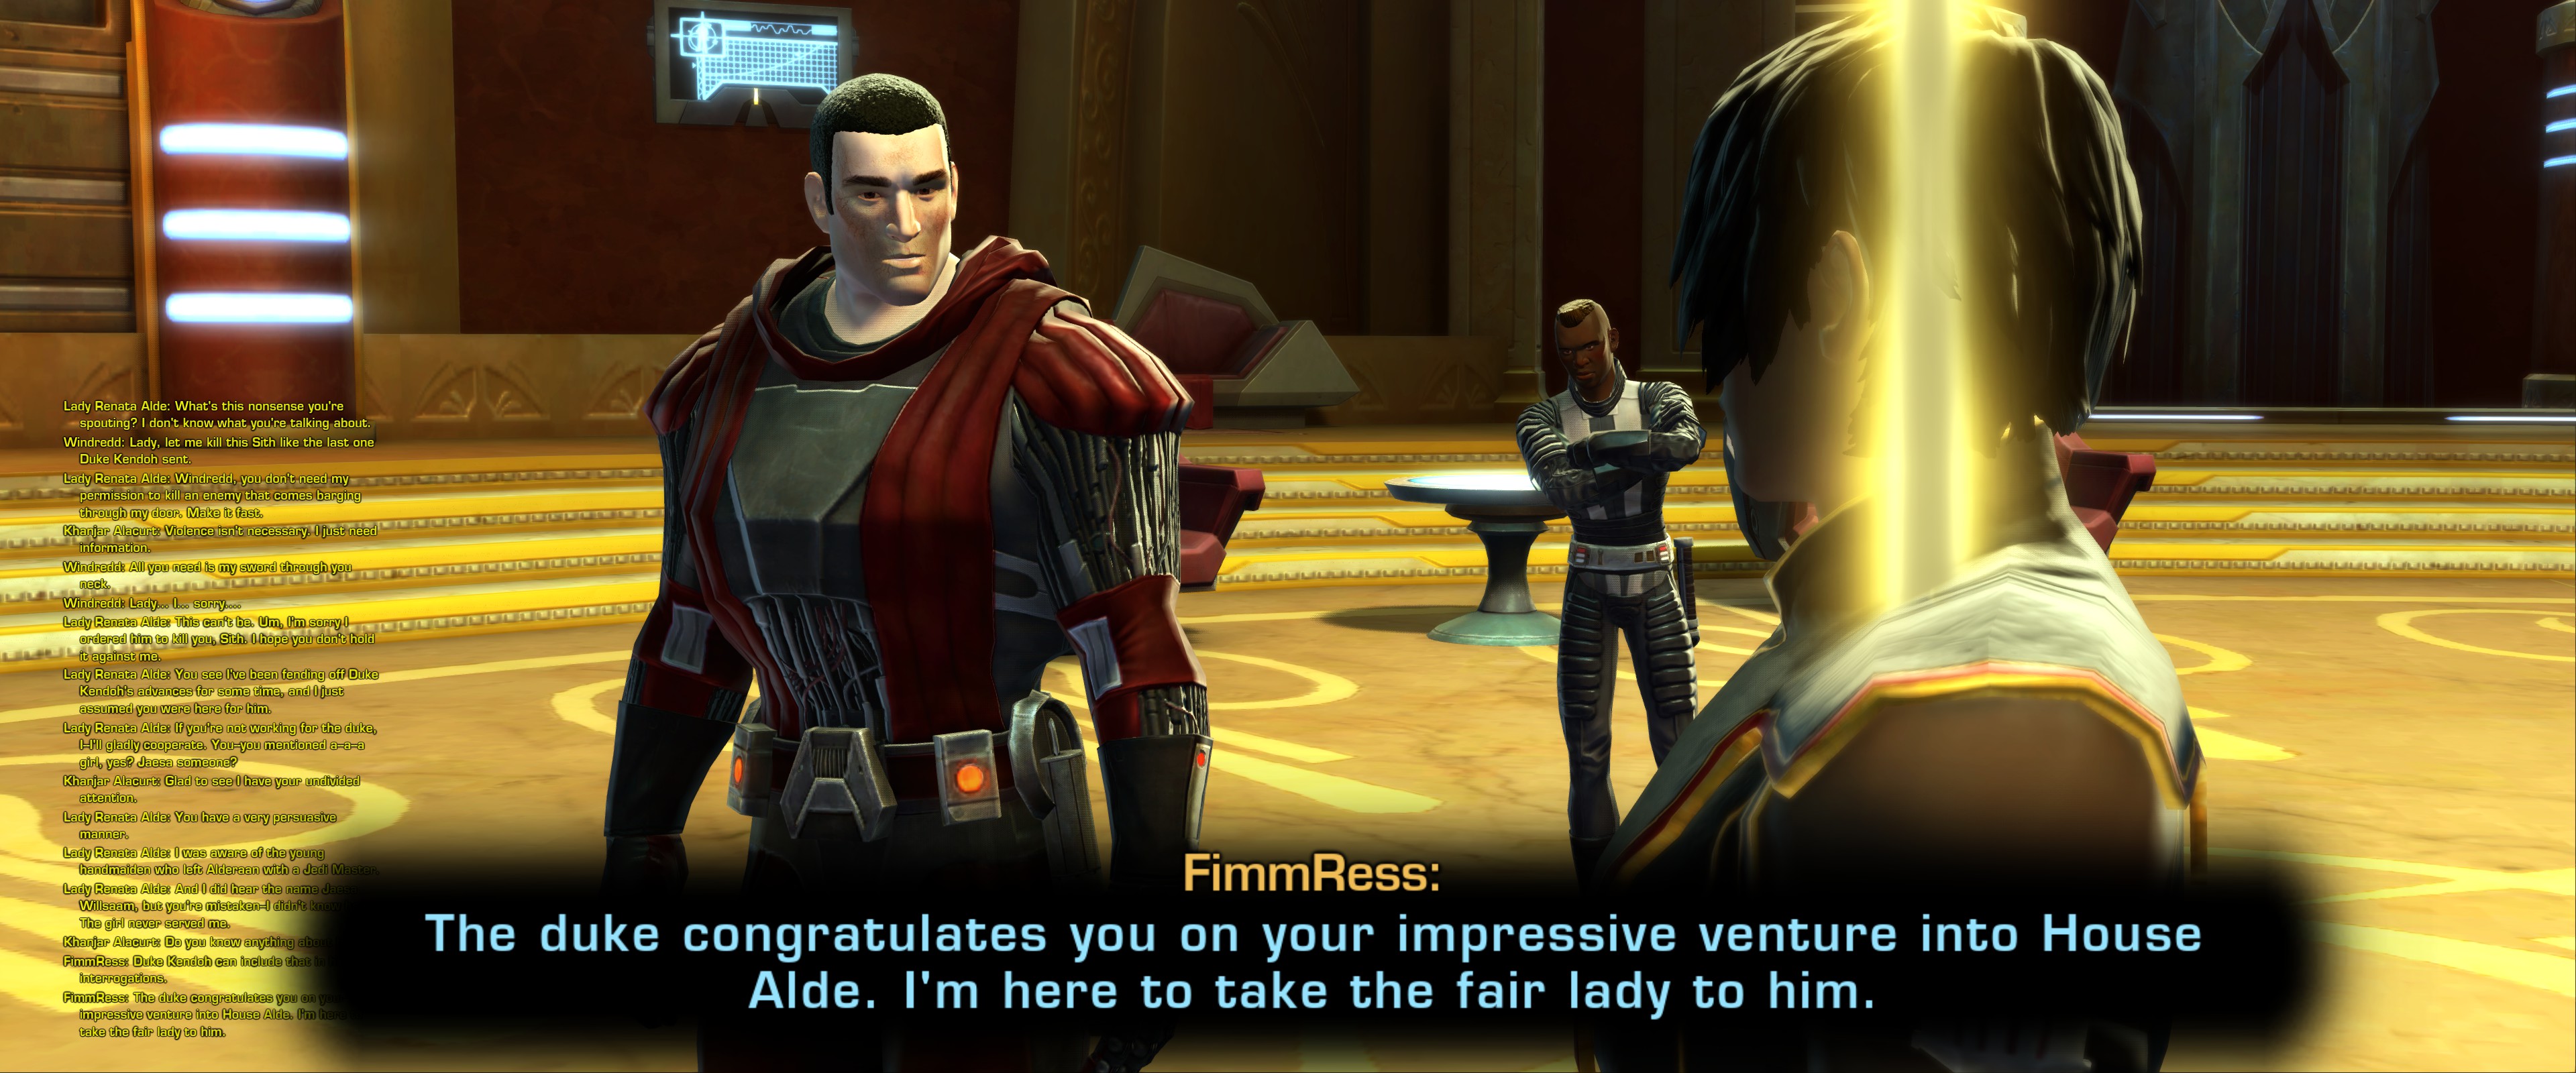 Lady Renata Alde: What's this nonsense you're
spouting? I don't know what you're talking about.
Windredd: Lady, let me kill this Sith like the last one
Duke Kendoh sent.
Lady Renata Alde: Windredd, you don't need my
permission to kill an enemy that comes barging
through my door. Make it fast.
Khanjar Alacurt: Violence isn't necessary. I just need
information.
Windredd: All you need is my sword through you
neck.
Windredd: Lady... I... sorry....
Lady Renata Alde: This can't be. Um, I'm sorry I
ordered him to kill you, Sith. I hope you don't hold
it against me.
Lady Renata Alde: You see I've been fending off Duke
Kendoh's advances for some time, and I just
assumed you were here for him.
Lady Renata Alde: If you're not working for the duke,
I-I'll gladly cooperate. You-you mentioned a-a-a
girl, yes? Jaesa someone?
Khanjar Alacurt: Glad to see I have your undivided
attention.
Lady Renata Alde: You have a very persuasive
manner.
Lady Renata Alde: I was aware of the young
handmaiden who left Alderaan with a Jedi Master.
Lady Renata Alde: And I did hear the name
Willsaam, but you're mistaken-I didn't know
The girl never served me.
Khanjar Alacurt: Do you know anything
FimmRess: Duke Kendoh can include that
interrogations.
FimmRess: The duke congratulates you on
impressive venture into House Alde. I'm here
take the fair lady to him.
FimmRess:
The duke congratulates you on your impressive venture into House
Alde. I'm here to take the fair lady to him.